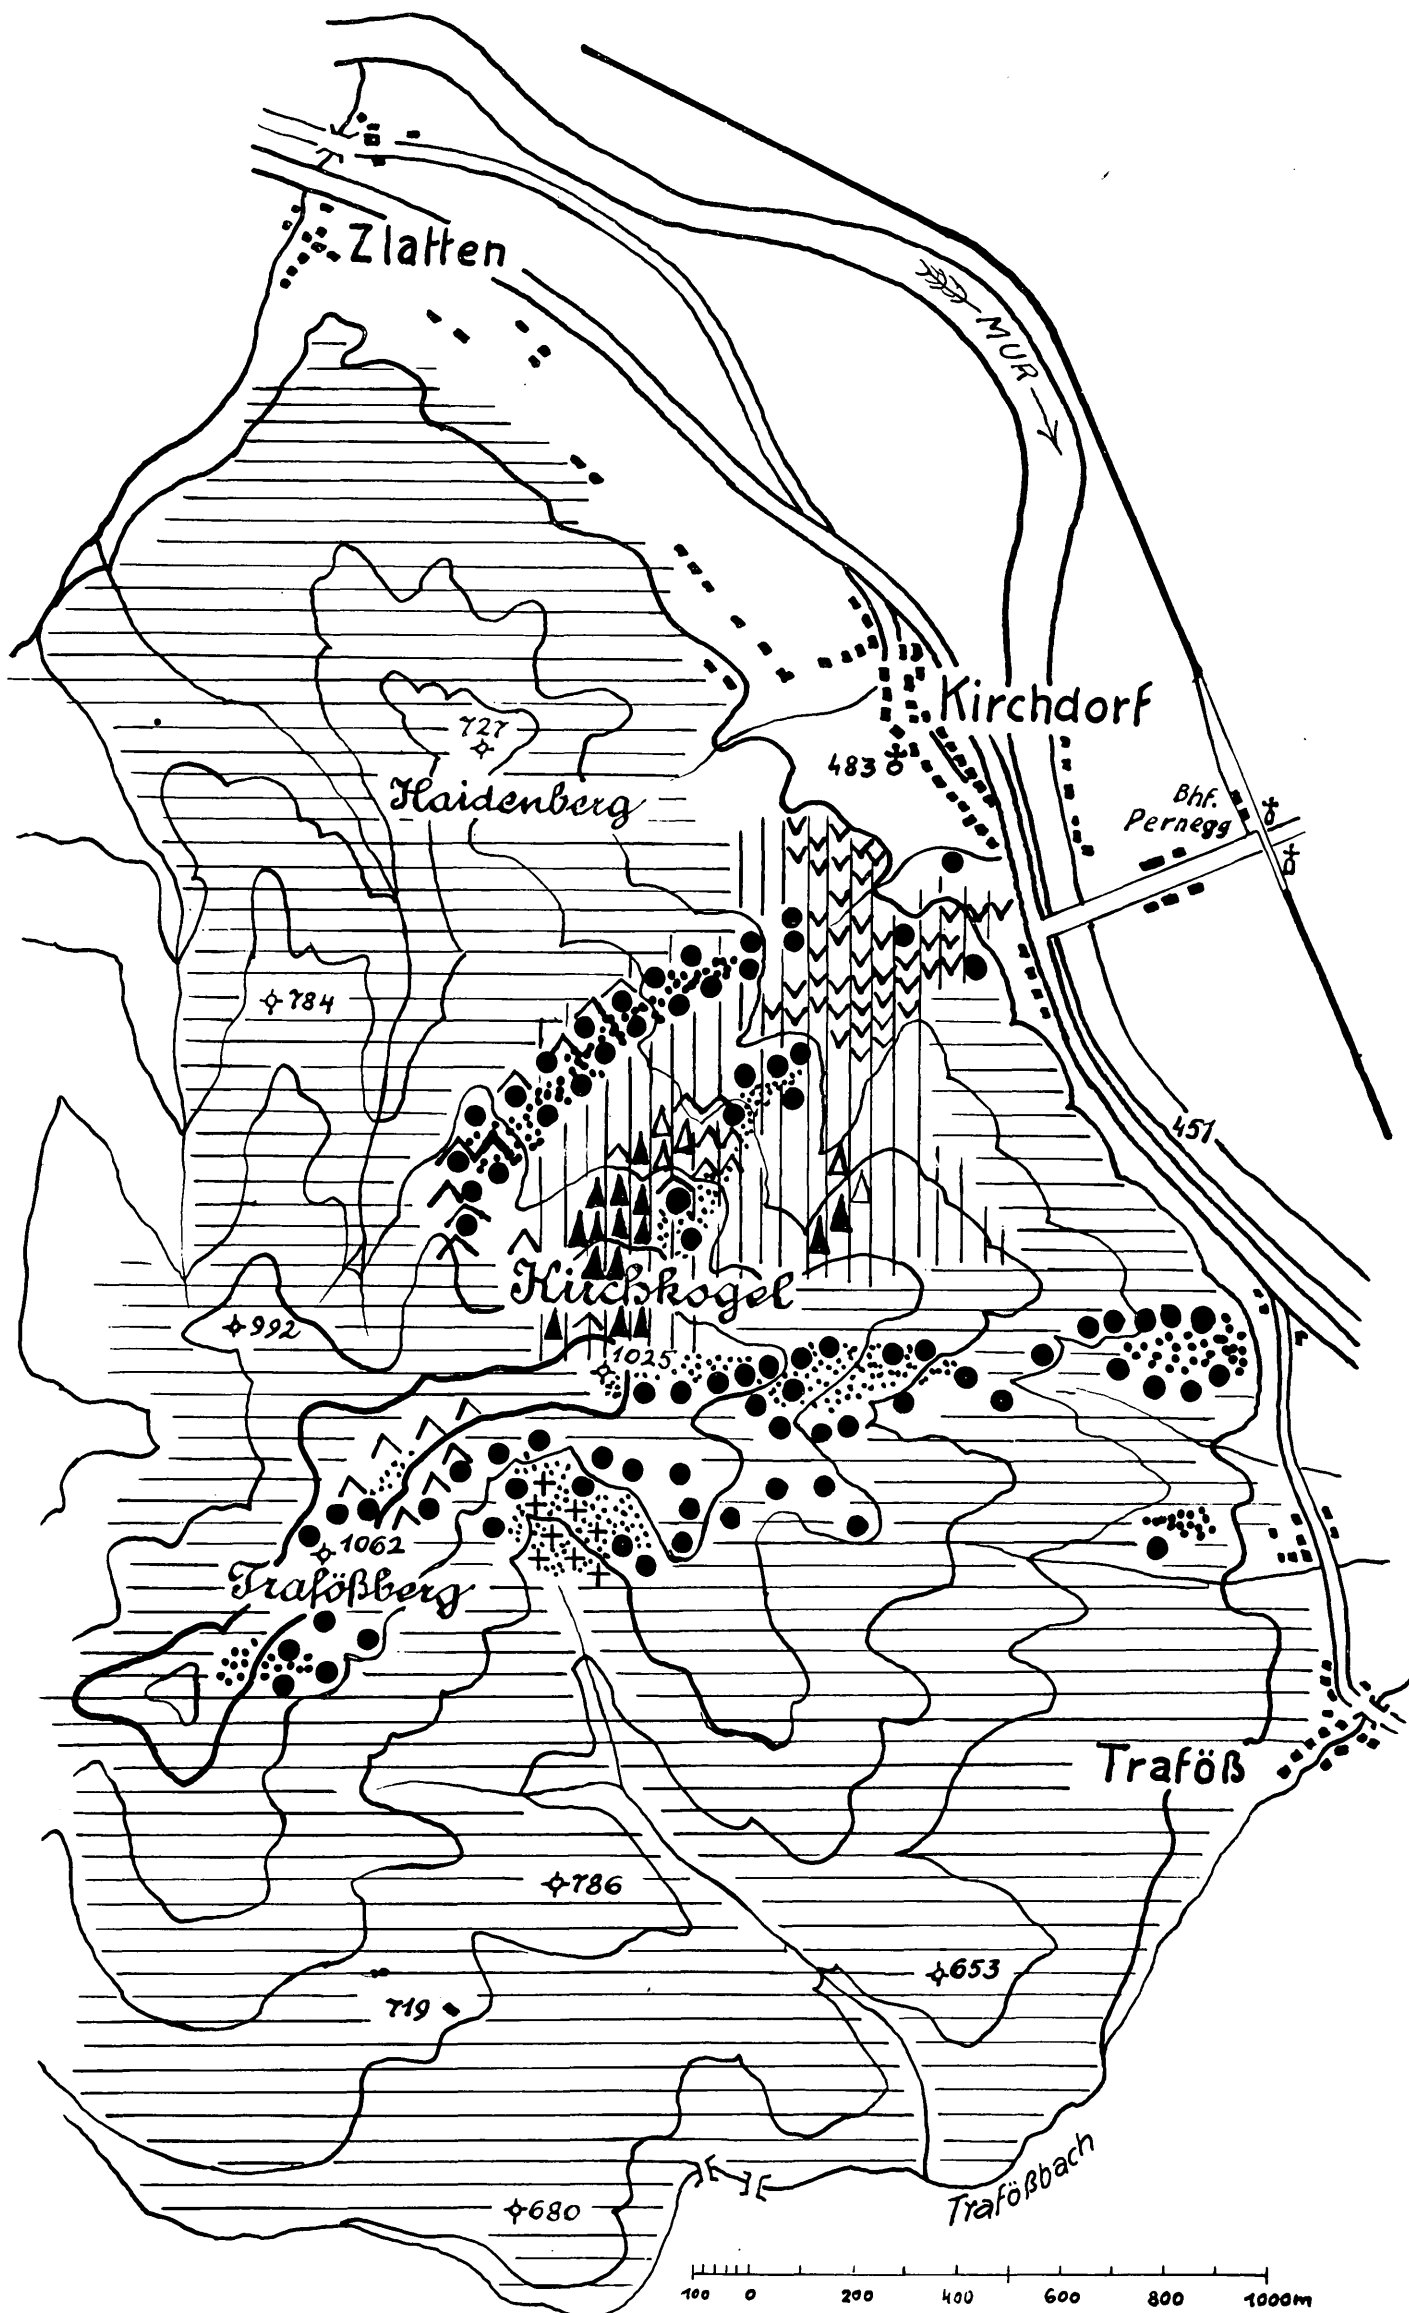 Zlatten
MUR
Kirchdorf
727
483
Haidenberg
Bhf.
Pernegg
784
451
Kirchkogel
992
1025
1062
Trafößberg
Traföß
786
653
719
Trafößbach
680
100 0 200 400 600 800 1000m